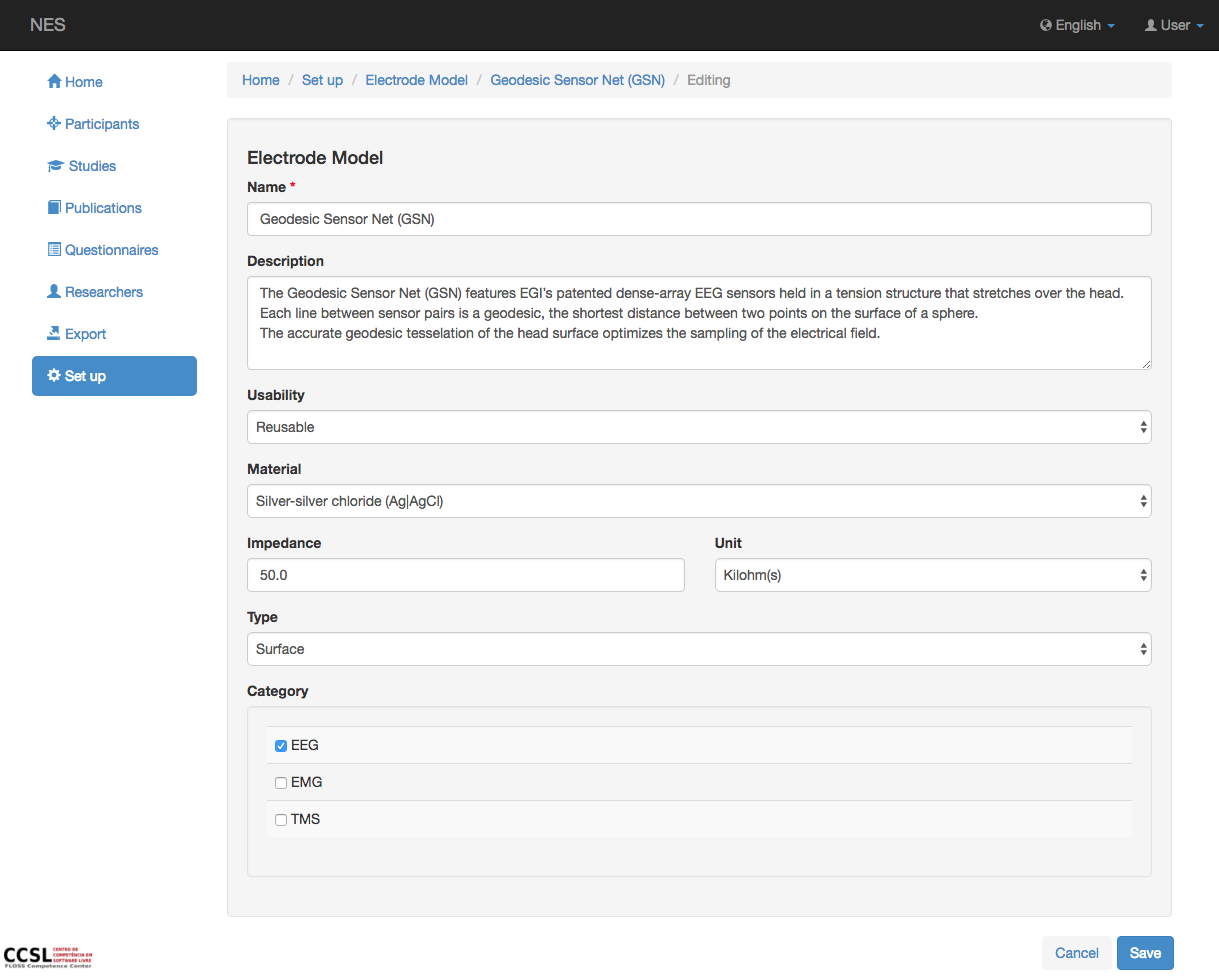 NES
English
User
Home
Participants
Studies
Publications
Questionnaires
Researchers
Export
Set up
Home / Set up / Electrode Model / Geodesic Sensor Net (GSN) / Editing
Electrode Model
Name *
Geodesic Sensor Net (GSN)
Description
The Geodesic Sensor Net (GSN) features EGI’s patented dense-array EEG sensors held in a tension structure that stretches over the head.
Each line between sensor pairs is a geodesic, the shortest distance between two points on the surface of a sphere.
The accurate geodesic tesselation of the head surface optimizes the sampling of the electrical field.
Usability
Reusable
Material
Silver-silver chloride (Ag|AgCl)
Impedance
Unit
50.0
Kilohm(s)
Type
Surface
Category
EEG
EMG
TMS
Cancel
Save
CCSL
CENTRO DE
COMPETÊNCIA EM
SOFTWARE LIVRE
FLOSS Competence Center